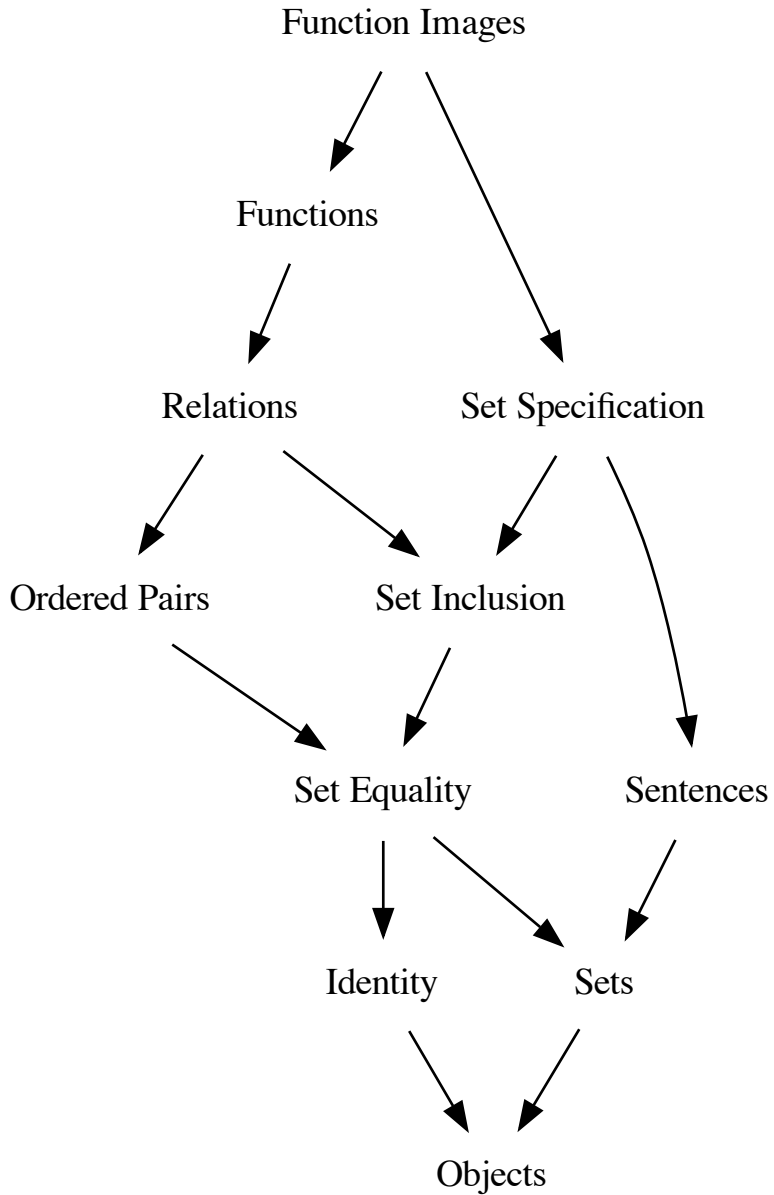 Function Images
Functions
Relations
Set Specification
Ordered Pairs
Set Inclusion
Set Equality
Sentences
Identity
Sets
Objects